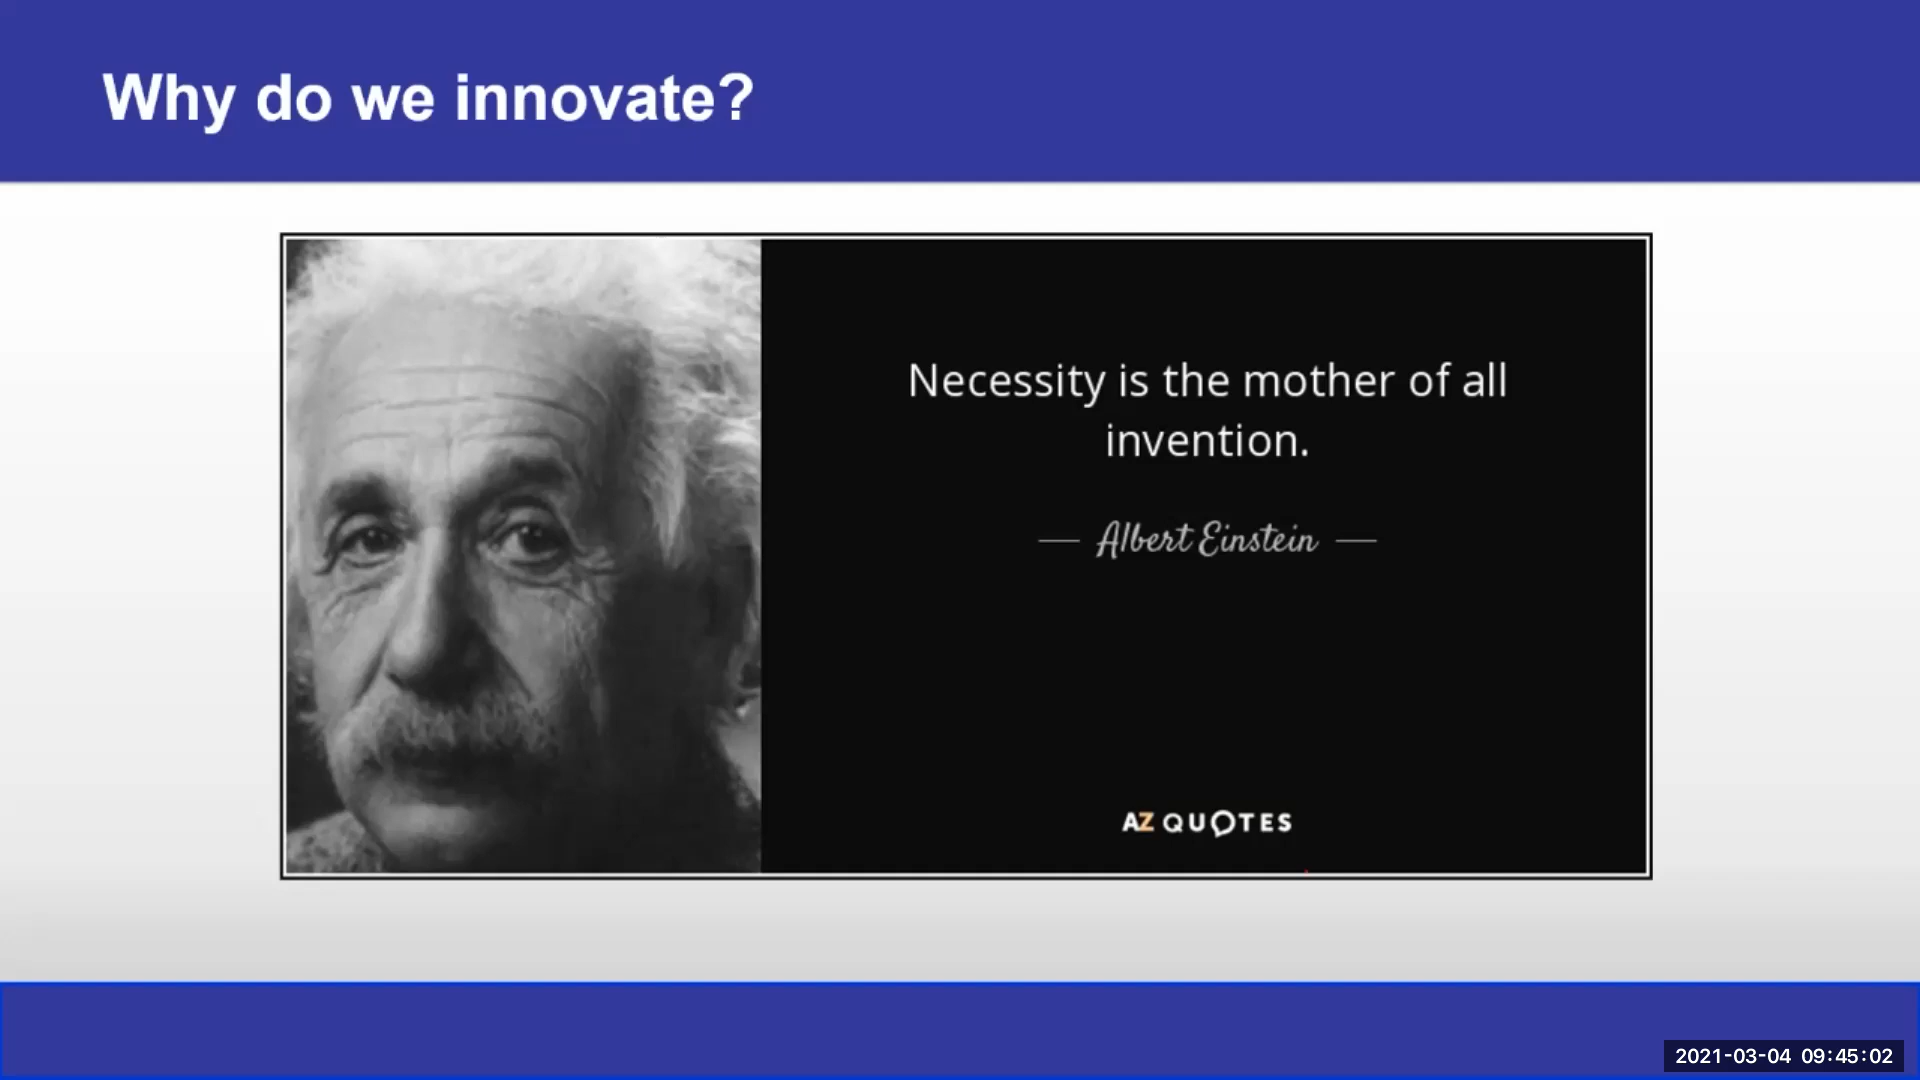 Why do we innovate?
Necessity is the mother of all
invention.
Albert Einstein
AZ QUOTES
2021-03-04 09:45:02